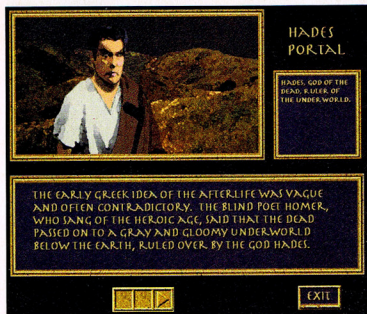 HADES
PORTAL
HADES, GOD OF THE
DEAD, RULER OF
THE UNDERWORLD.
THE EARLY GREEK IDEA OF THE AFTERLIFE WAS VAGUE
AND OFTEN CONTRADICTORY. THE BLIND POET HOMER,
WHO SANG OF THE HEROIC AGE, SAID THAT THE DEAD
PASSED ON TO A GRAY AND GLOOMY UNDERWORLD
BELOW THE EARTH, RULED OVER BY THE GOD HADES.
EXIT